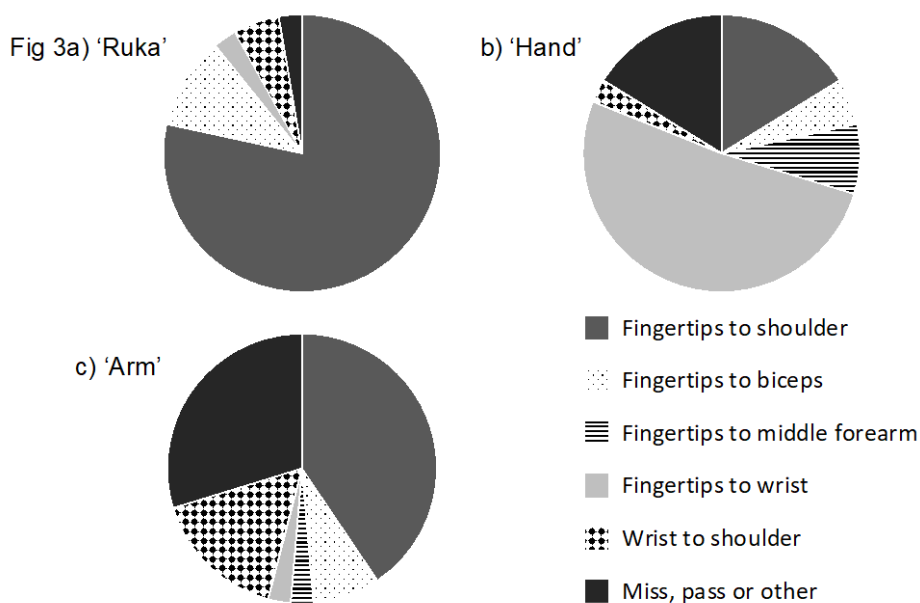 Fig 3a) ‘Ruka’
b) ‘Hand’
c) ‘Arm’
Fingertips to shoulder
Fingertips to biceps
Fingertips to middle forearm
Fingertips to wrist
Wrist to shoulder
Miss, pass or other